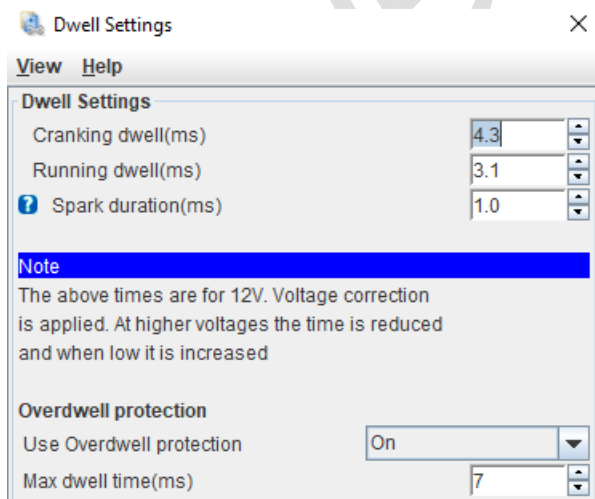 Dwell Settings
View Help
Dwell Settings
Cranking dwell(ms) 4.3
Running dwell(ms) 3.1
Spark duration(ms) 1.0
Note
The above times are for 12V. Voltage correction
is applied. At higher voltages the time is reduced
and when low it is increased
Overdwell protection
Use Overdwell protection On
Max dwell time(ms) 7